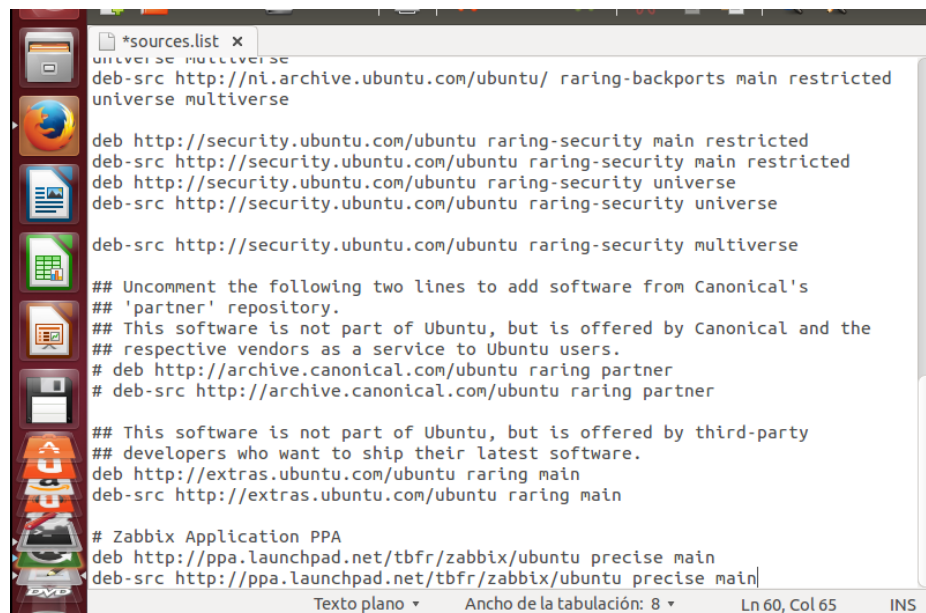 *sources.list ×
universe multiverse
deb-src http://ni.archive.ubuntu.com/ubuntu/ raring-backports main restricted
universe multiverse
deb http://security.ubuntu.com/ubuntu raring-security main restricted
deb-src http://security.ubuntu.com/ubuntu raring-security main restricted
deb http://security.ubuntu.com/ubuntu raring-security universe
deb-src http://security.ubuntu.com/ubuntu raring-security universe
deb-src http://security.ubuntu.com/ubuntu raring-security multiverse
## Uncomment the following two lines to add software from Canonical's
## 'partner' repository.
## This software is not part of Ubuntu, but is offered by Canonical and the
## respective vendors as a service to Ubuntu users.
# deb http://archive.canonical.com/ubuntu raring partner
# deb-src http://archive.canonical.com/ubuntu raring partner
## This software is not part of Ubuntu, but is offered by third-party
## developers who want to ship their latest software.
deb http://extras.ubuntu.com/ubuntu raring main
deb-src http://extras.ubuntu.com/ubuntu raring main
# Zabbix Application PPA
deb http://ppa.launchpad.net/tbfr/zabbix/ubuntu precise main
deb-src http://ppa.launchpad.net/tbfr/zabbix/ubuntu precise main
Texto plano Ancho de la tabulación: 8 Ln 60, Col 65 INS